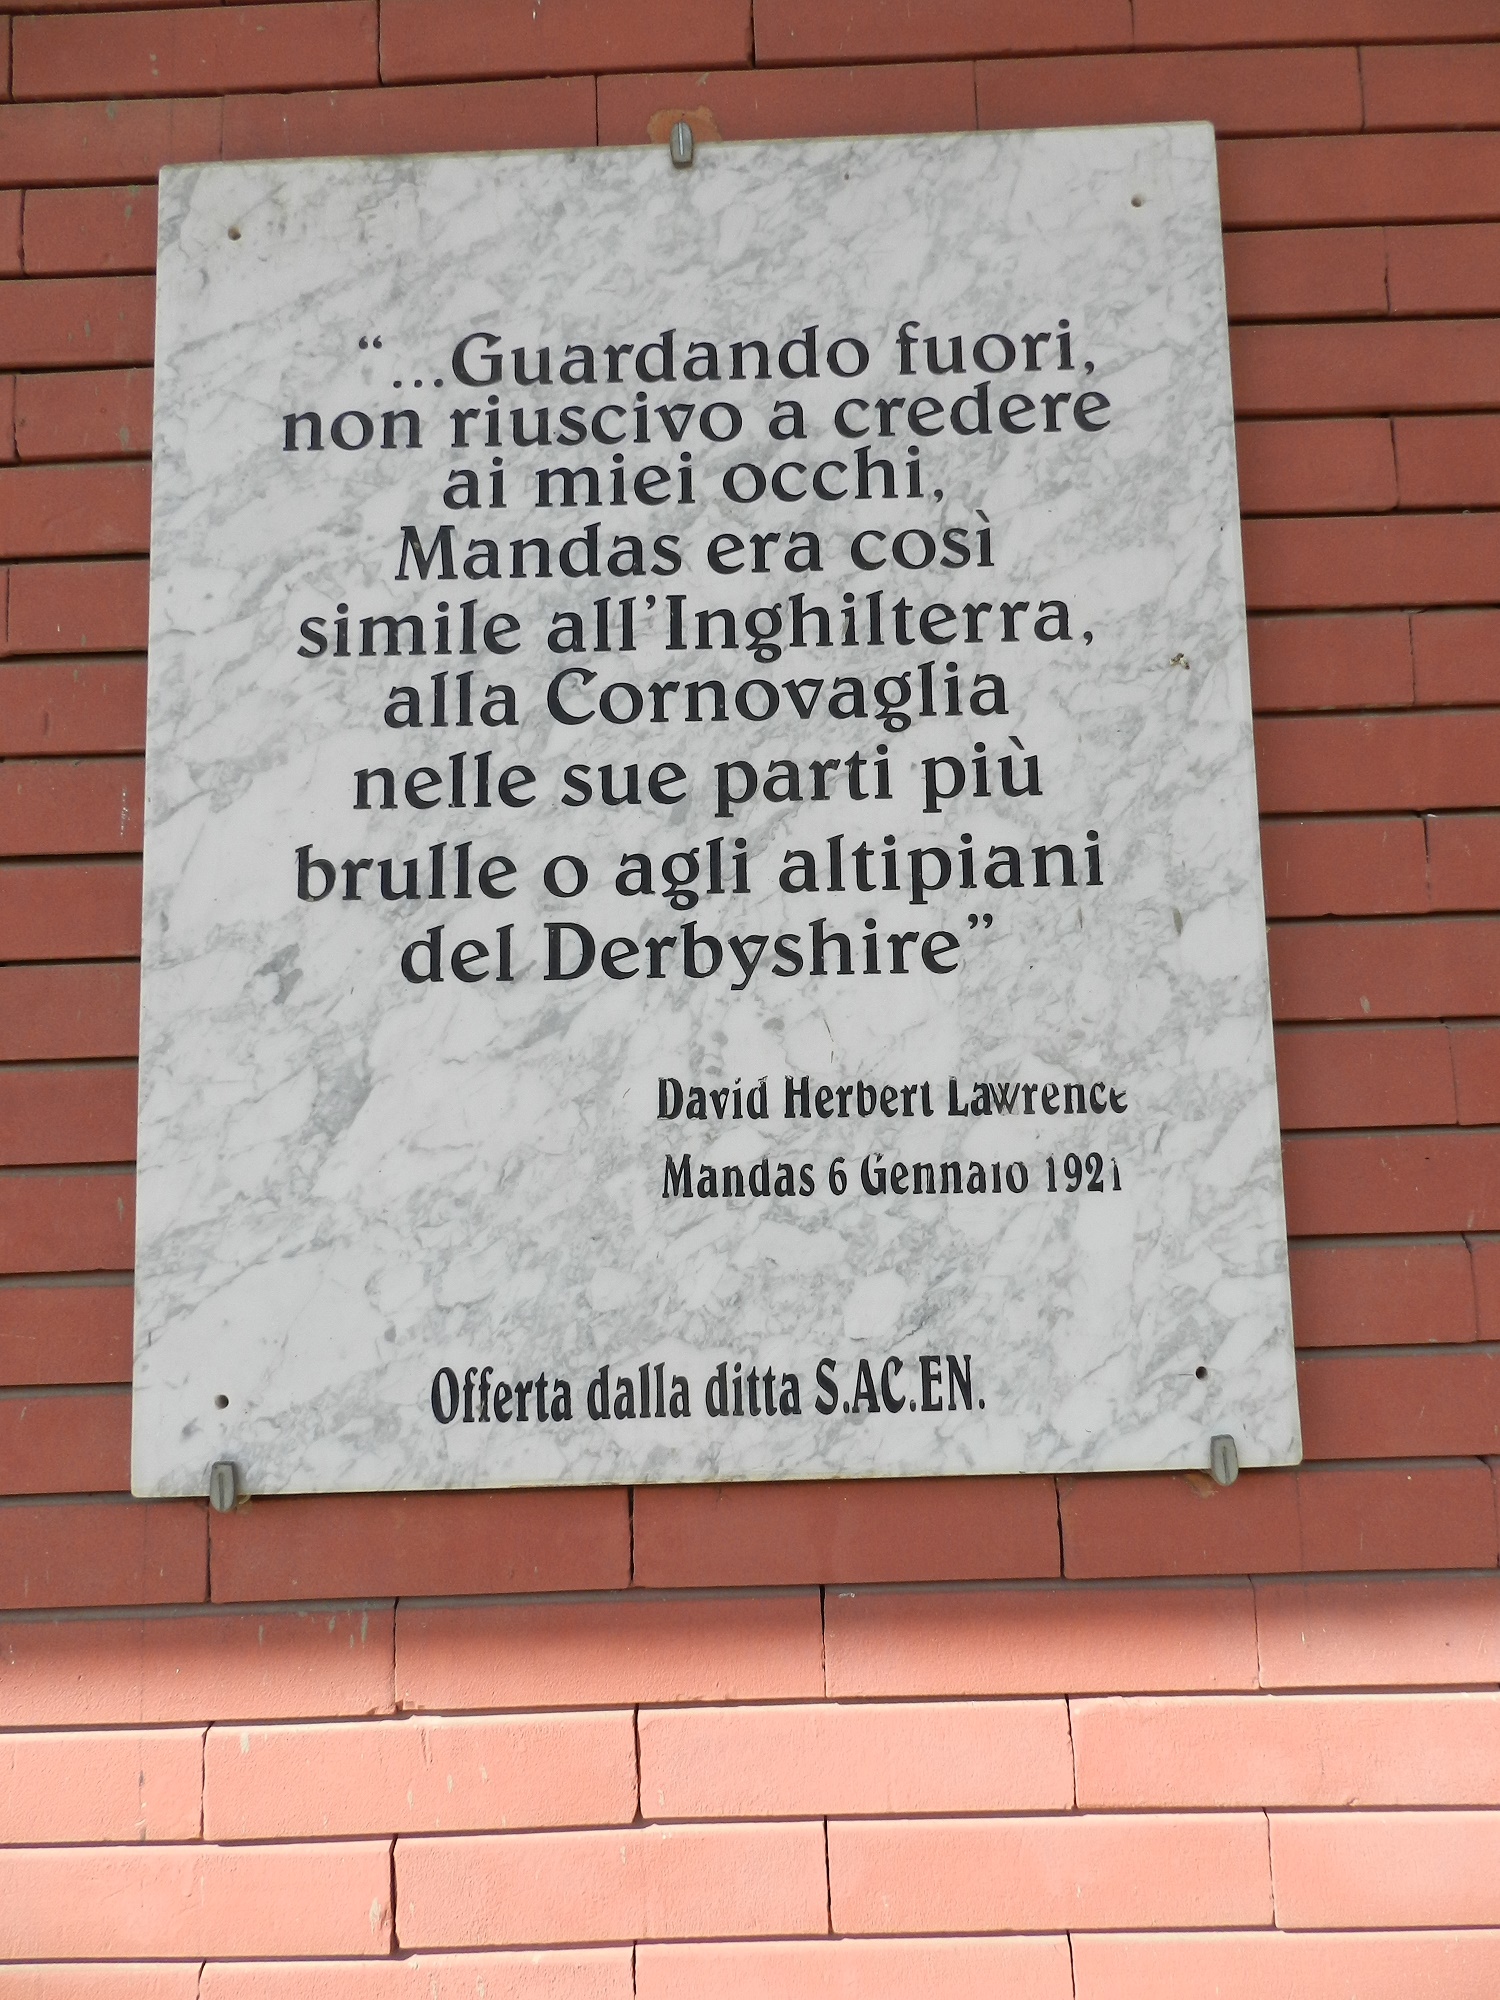 “...Guardando fuori,
non riuscivo a credere
ai miei occhi,
Mandas era così
simile all’Inghilterra,
alla Cornovaglia
nelle sue parti più
brulle o agli altipiani
del Derbyshire”
David Herbert Lawrence
Mandas 6 Gennaio 1921
Offerta dalla ditta S.AC.EN.